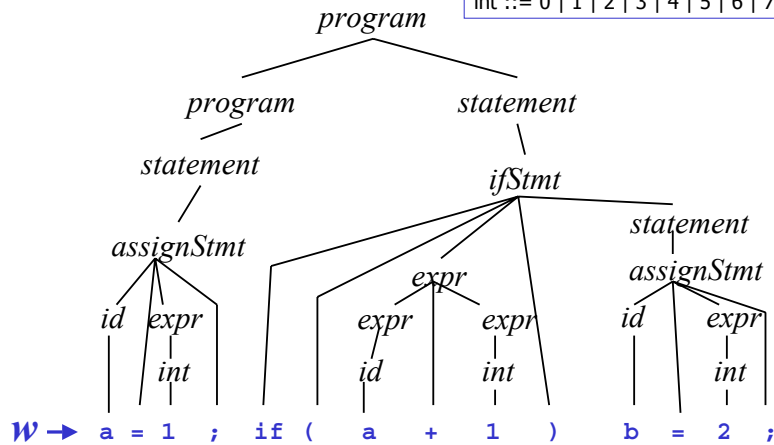 int ::= 0 | 1 | 2 | 3 | 4 | 5 | 6 | 7
program
program statement
statement
ifStmt
statement
assignStmt
expr assignStmt
id expr expr expr id expr
int id int int
w → a = 1 ; if ( a + 1 ) b = 2 ;